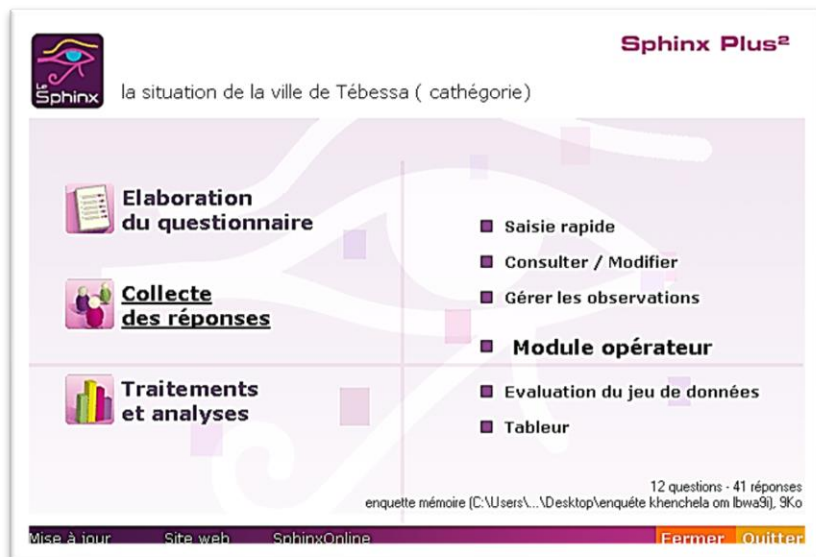 Sphinx Plus²
Le
Sphinx
la situation de la ville de Tébessa ( cathégorie)
Elaboration
du questionnaire
Collecte
des réponses
Traitements
et analyses
Saisie rapide
Consulter / Modifier
Gérer les observations
Module opérateur
Evaluation du jeu de données
Tableur
12 questions - 41 réponses
enquette mémoire (C:\Users\...\Desktop\enquéte khenchela om lbwa9i), 9Ko
Mise à jour Site web SphinxOnline Fermer Quitter